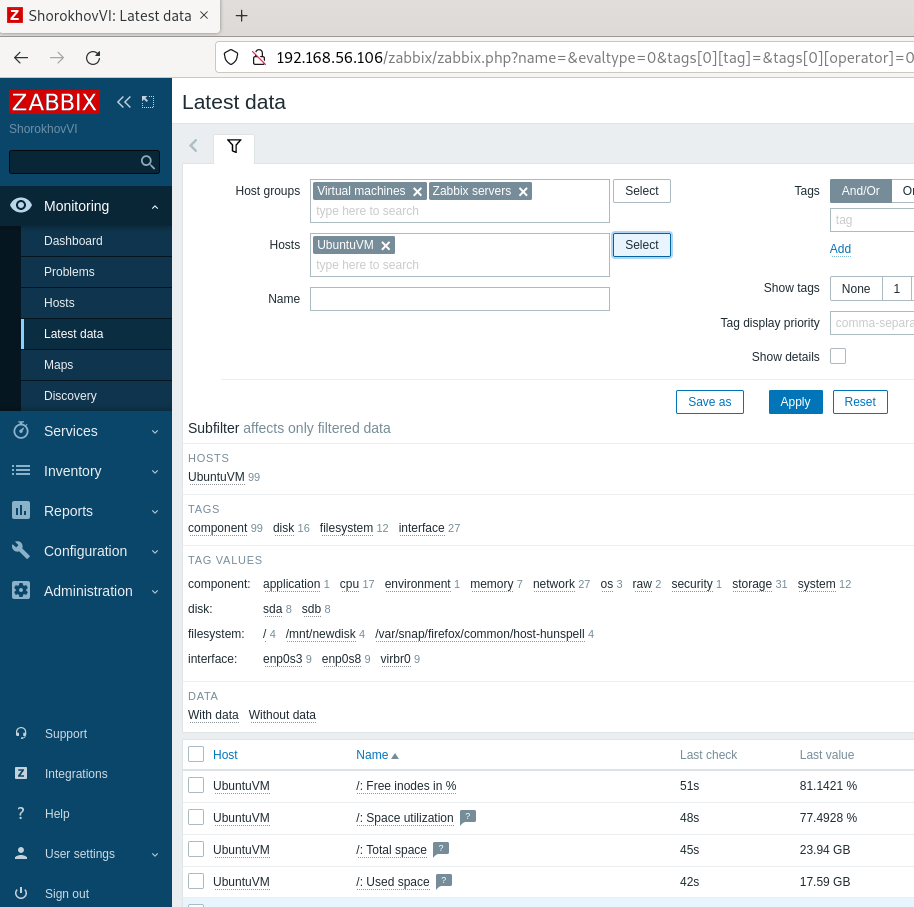 Z ShorokhovVI: Latest data × +
192.168.56.106/zabbix/zabbix.php?name=&evaltype=0&tags[0][tag]=&tags[0][operator]=0
ZABBIX
ShorokhovVI
Monitoring
Dashboard
Problems
Hosts
Latest data
Maps
Discovery
Services
Inventory
Reports
Configuration
Administration
Support
Z Integrations
? Help
User settings
Sign out
Latest data
Host groups Virtual machines × Zabbix servers × Select
type here to search
Hosts UbuntuVM × Select
type here to search
Name
Tags And/Or Or
tag
Add
Show tags None 1
Tag display priority comma-separa
Show details
Save as Apply Reset
Subfilter affects only filtered data
HOSTS
UbuntuVM 99
TAGS
component 99 disk 16 filesystem 12 interface 27
TAG VALUES
component: application 1 cpu 17 environment 1 memory 7 network 27 os 3 raw 2 security 1 storage 31 system 12
disk: sda 8 sdb 8
filesystem: / 4 /mnt/newdisk 4 /var/snap/firefox/common/host-hunspell 4
interface: enp0s3 9 enp0s8 9 virbr0 9
DATA
With data Without data
Host Name Last check Last value
UbuntuVM /: Free inodes in % 51s 81.1421 %
UbuntuVM /: Space utilization ? 48s 77.4928 %
UbuntuVM /: Total space ? 45s 23.94 GB
UbuntuVM /: Used space ? 42s 17.59 GB